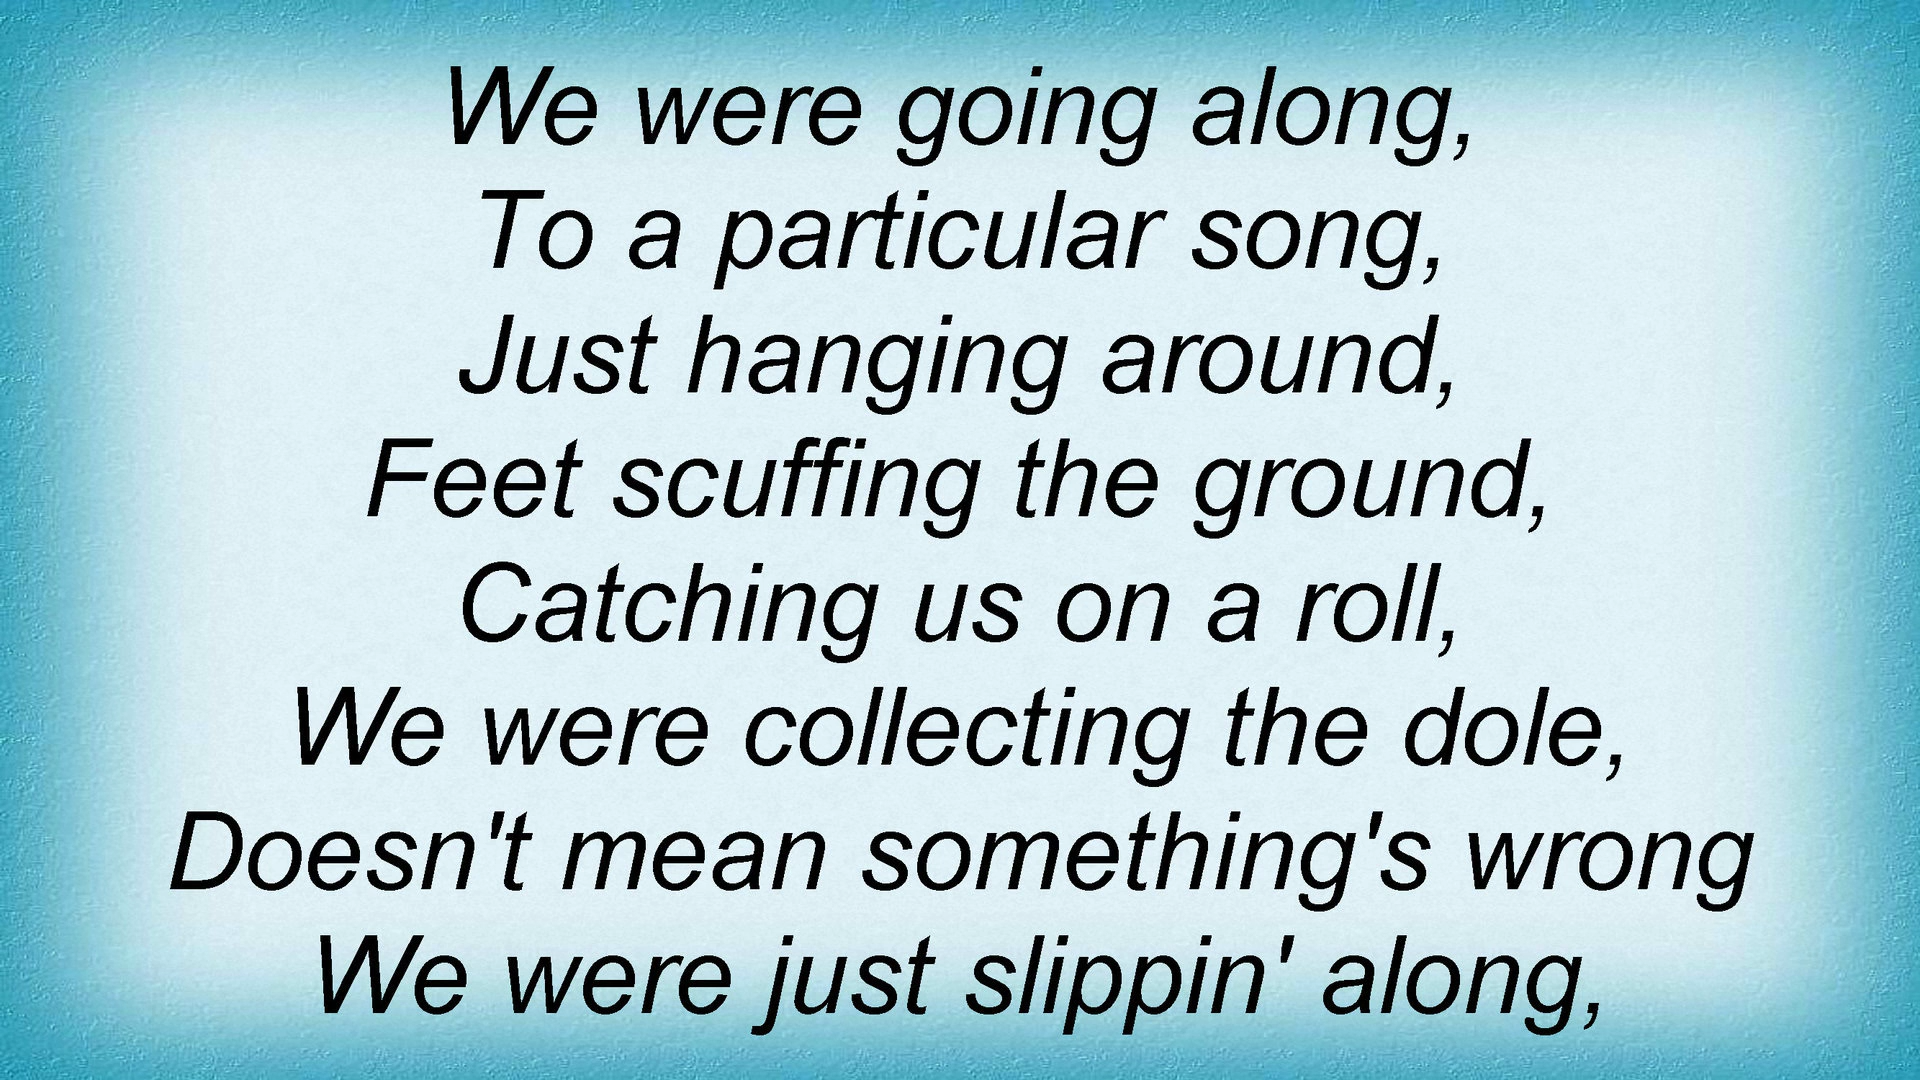 We were going along,
To a particular song,
Just hanging around,
Feet scuffing the ground,
Catching us on a roll,
We were collecting the dole,
Doesn't mean something's wrong
We were just slippin' along,